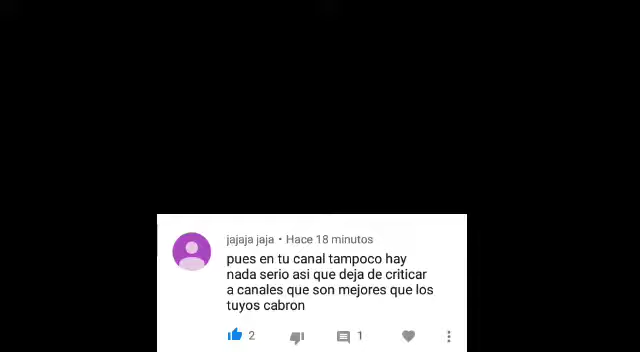 jajaja jaja • Hace 18 minutos
pues en tu canal tampoco hay
nada serio asi que deja de criticar
a canales que son mejores que los
tuyos cabron
2 1